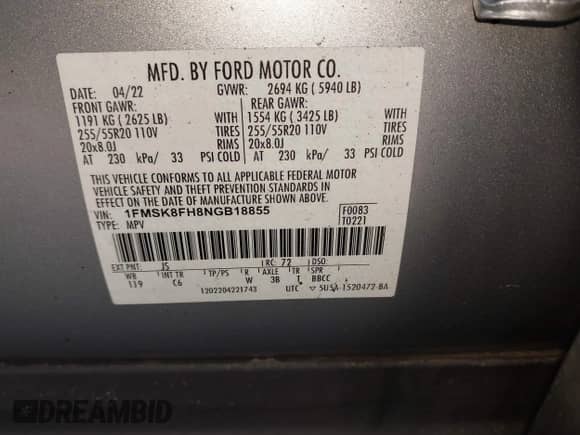 MFD. BY FORD MOTOR CO.
DATE: 04/22 GVWR: 2694 KG ( 5940 LB)
FRONT GAWR: REAR GAWR:
1191 KG ( 2625 LB) WITH 1554 KG ( 3425 LB) WITH
255/55R20 110V TIRES 255/55R20 110V TIRES
20x8.0J RIMS 20x8.0J RIMS
AT 230 kPa/ 33 PSI COLD AT 230 kPa/ 33 PSI COLD
THIS VEHICLE CONFORMS TO ALL APPLICABLE FEDERAL MOTOR
VEHICLE SAFETY AND THEFT PREVENTION STANDARDS IN
EFFECT ON THE DATE OF MANUFACTURE SHOWN ABOVE.
VIN: 1FMSK8FH8NGB18855 F0083
TYPE: MPV T0221
EXT PNT: JS RC: 72 DSO:
WB INT TR TP/PS R AXLE TR SPR
119 C6 W 3B T BBCC
1202204221743 UTC ▽ 5U5A-1520472-BA
DREAMBID